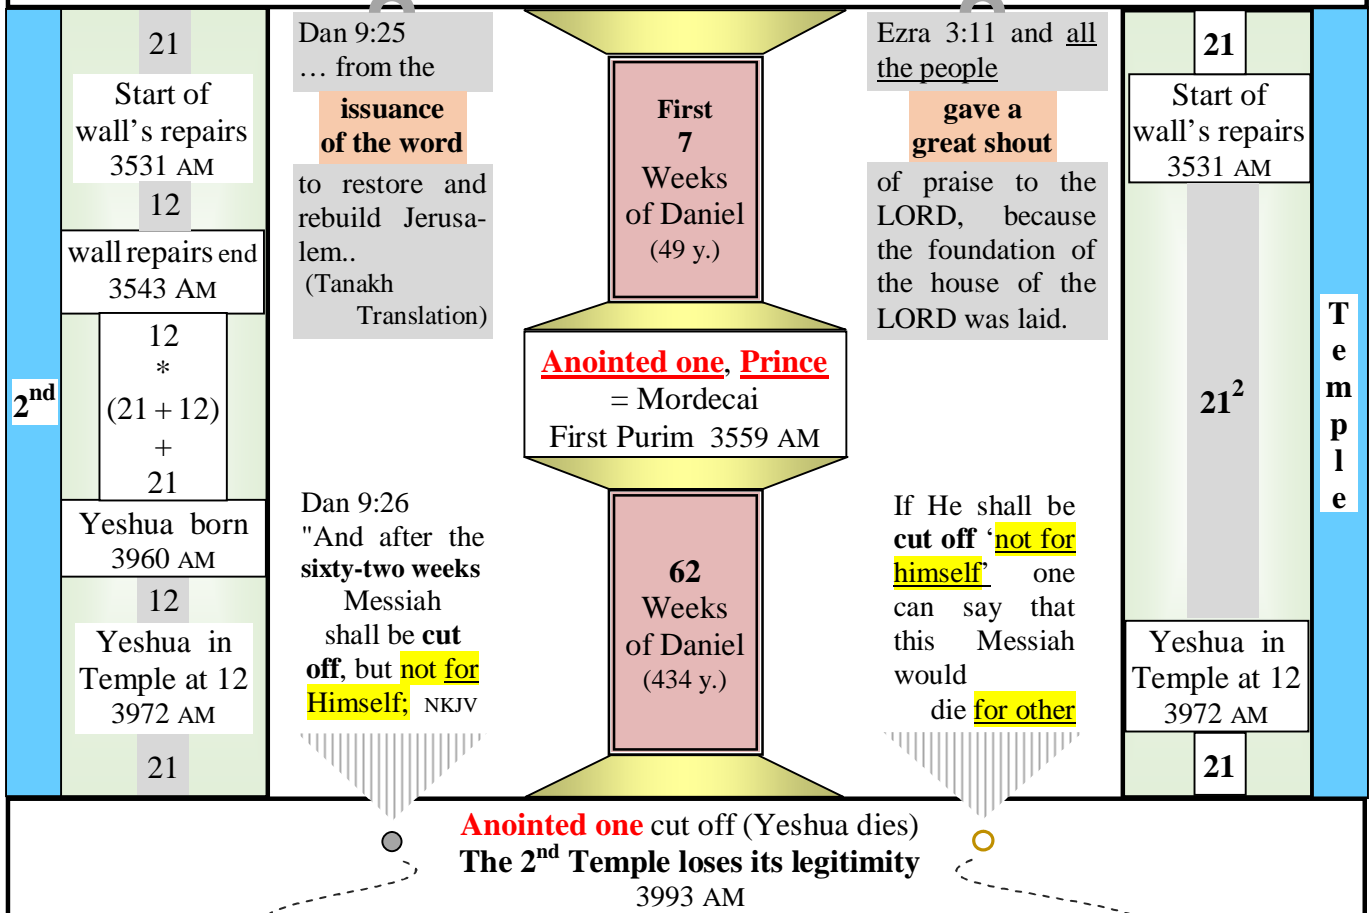 2nd
21
Start of
wall's repairs
3531 AM
12
wall repairs end
3543 AM
12
*
(21 + 12)
+
21
Yeshua born
3960 AM
12
Yeshua in
Temple at 12
3972 AM
21
Dan 9:25
… from the
issuance
of the word
to restore and
rebuild Jerusa-
lem..
(Tanakh
Translation)
Dan 9:26
"And after the
sixty-two weeks
Messiah
shall be cut
off, but not for
Himself; NKJV
First
7
Weeks
of Daniel
(49 y.)
Anointed one, Prince
= Mordecai
First Purim 3559 AM
62
Weeks
of Daniel
(434 y.)
Ezra 3:11 and all
the people
gave a
great shout
of praise to the
LORD, because
the foundation of
the house of the
LORD was laid.
If He shall be
cut off 'not for
himself' one
can say that
this Messiah
would
die for other
21
Start of
wall's repairs
3531 AM
21²
Yeshua in
Temple at 12
3972 AM
21
T
e
m
p
l
e
Anointed one cut off (Yeshua dies)
The 2nd Temple loses its legitimity
3993 AM